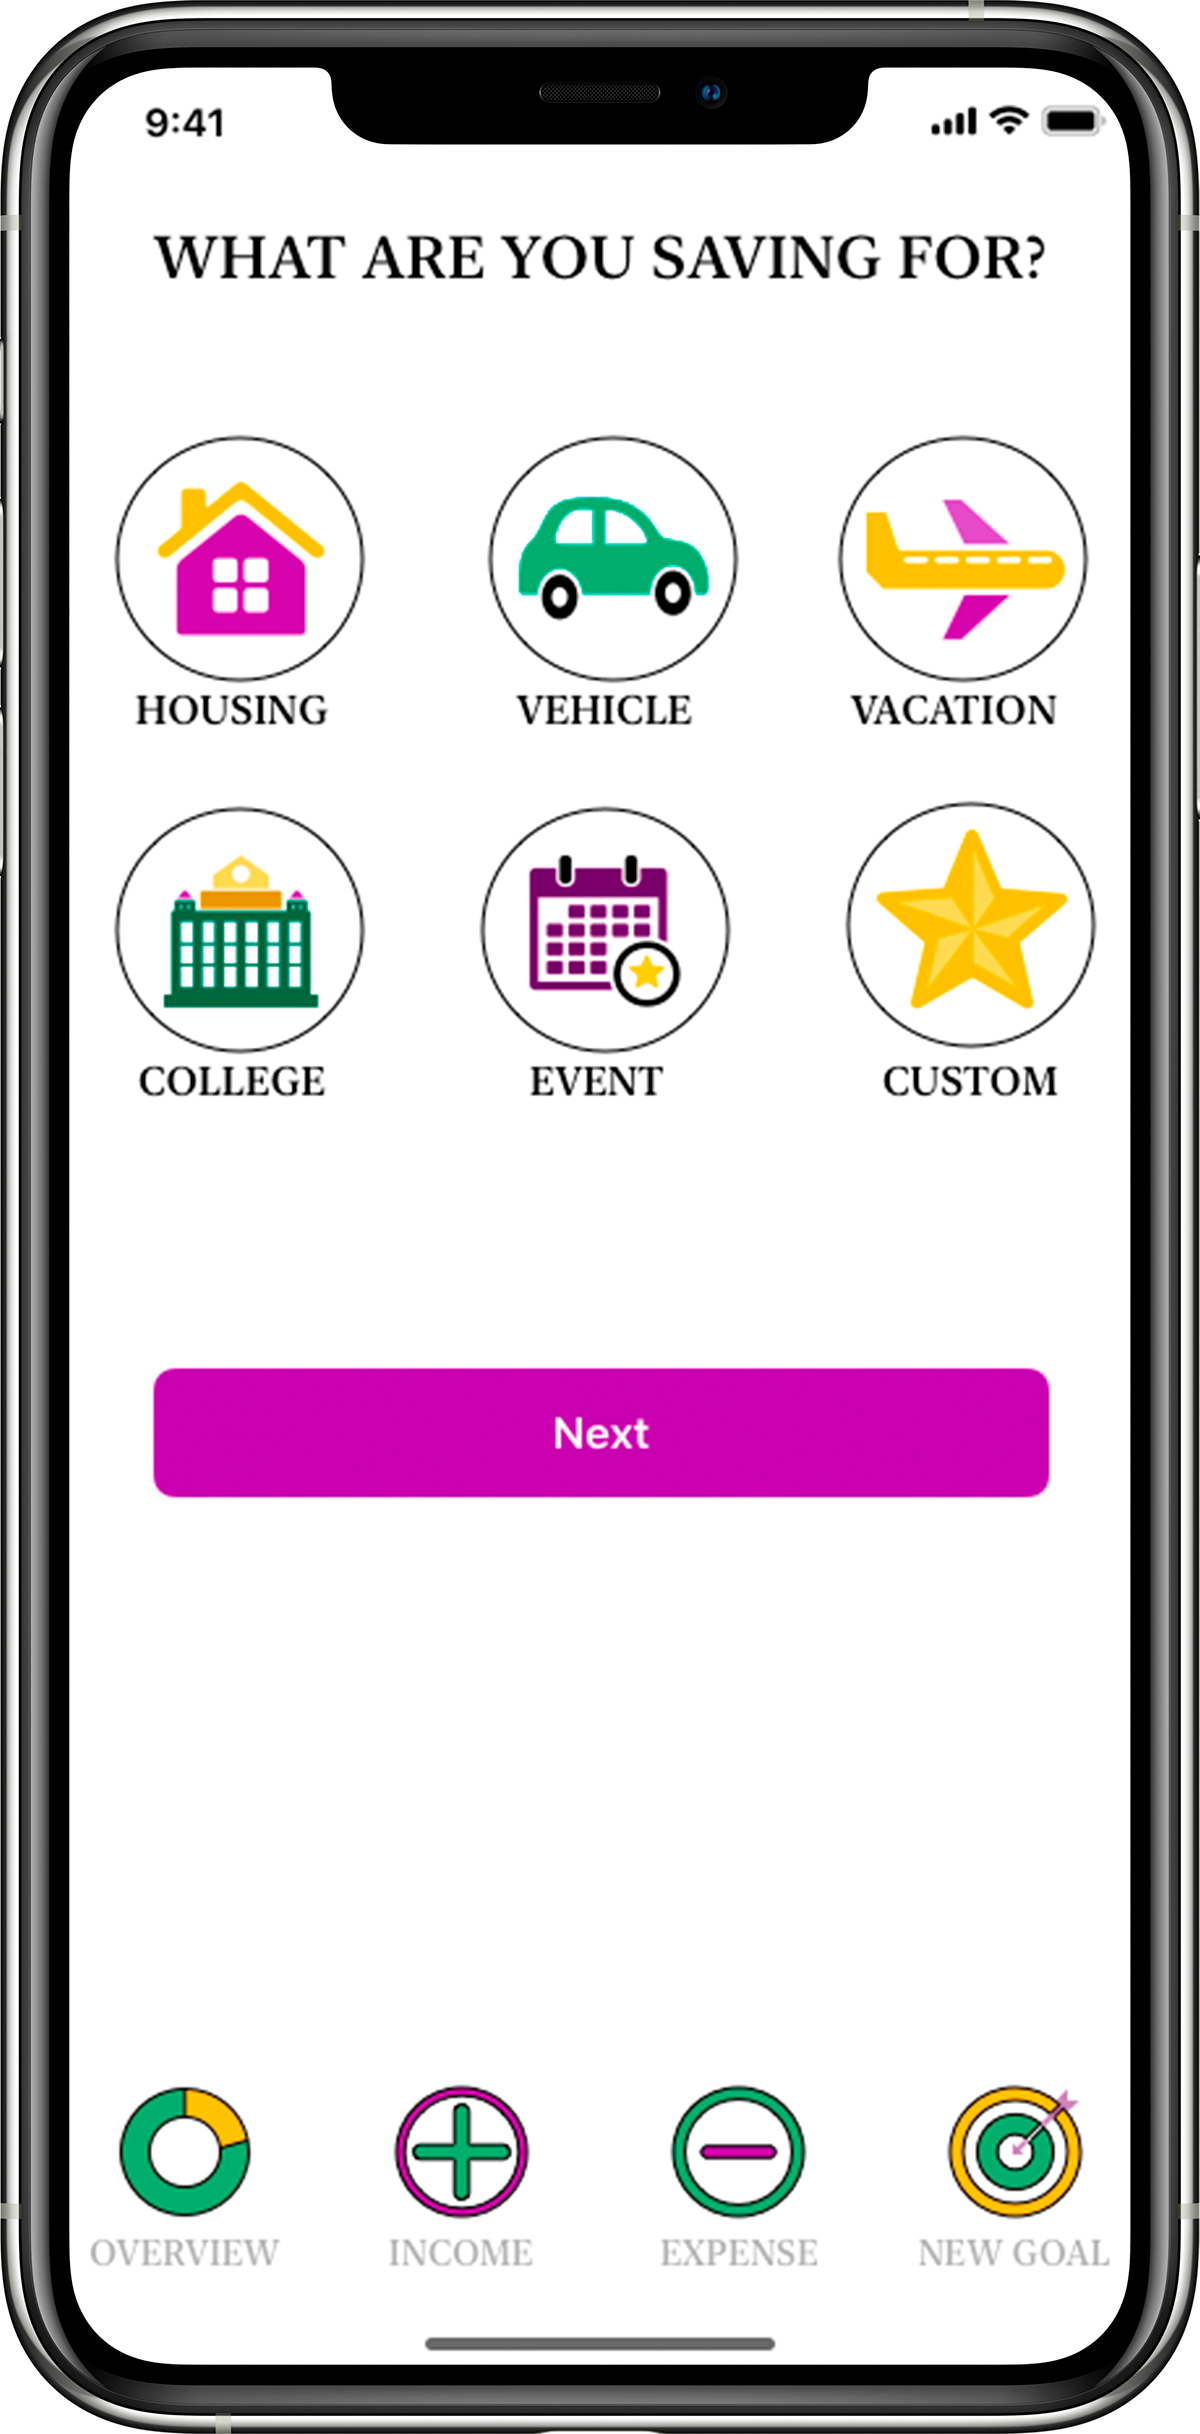 9:41
WHAT ARE YOU SAVING FOR?
HOUSING VEHICLE VACATION
COLLEGE EVENT CUSTOM
Next
OVERVIEW INCOME EXPENSE NEW GOAL